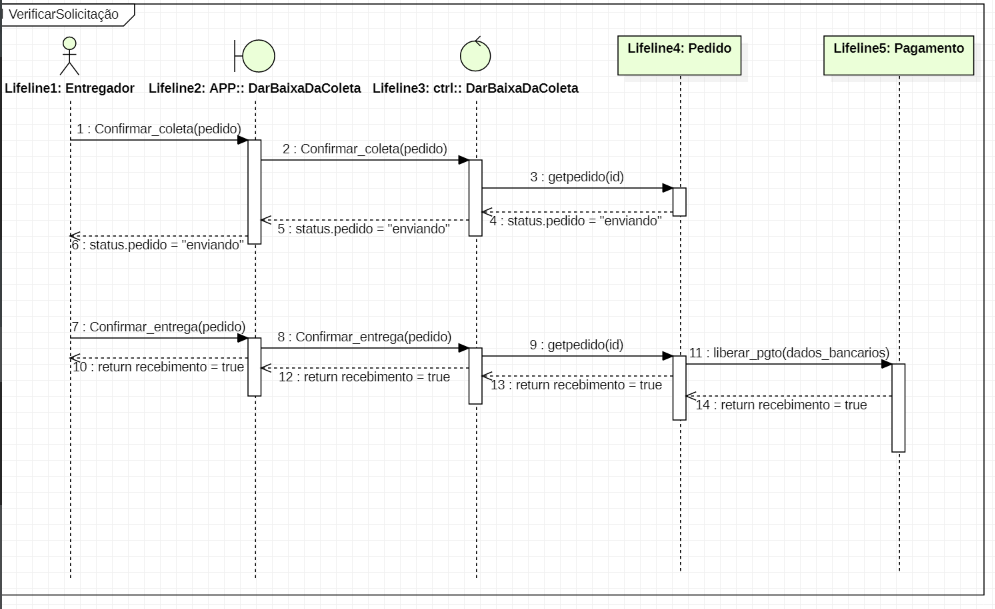 VerificarSolicitação
Lifeline1: Entregador
Lifeline2: APP:: DarBaixaDaColeta
Lifeline3: ctrl:: DarBaixaDaColeta
Lifeline4: Pedido
Lifeline5: Pagamento
1 : Confirmar_coleta(pedido)
2 : Confirmar_coleta(pedido)
3 : getpedido(id)
4 : status.pedido = "enviando"
5 : status.pedido = "enviando"
6 : status.pedido = "enviando"
7 : Confirmar_entrega(pedido)
8 : Confirmar_entrega(pedido)
9 : getpedido(id)
11 : liberar_pgto(dados_bancarios)
10 : return recebimento = true
12 : return recebimento = true
13 : return recebimento = true
14 : return recebimento = true